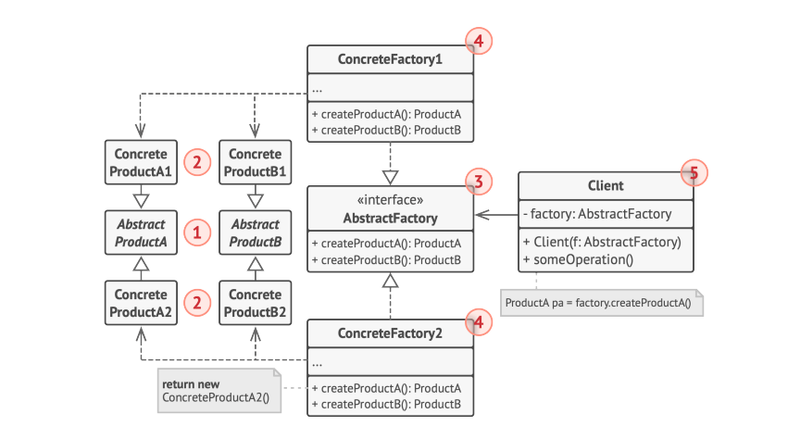 ConcreteFactory1
4
...
+ createProductA(): ProductA
+ createProductB(): ProductB
Concrete
ProductA1
2
Concrete
ProductB1
Abstract
ProductA
1
Abstract
ProductB
Concrete
ProductA2
2
Concrete
ProductB2
«interface»
AbstractFactory
3
+ createProductA(): ProductA
+ createProductB(): ProductB
Client
5
- factory: AbstractFactory
+ Client(f: AbstractFactory)
+ someOperation()
ProductA pa = factory.createProductA()
ConcreteFactory2
4
...
+ createProductA(): ProductA
+ createProductB(): ProductB
return new
ConcreteProductA2()